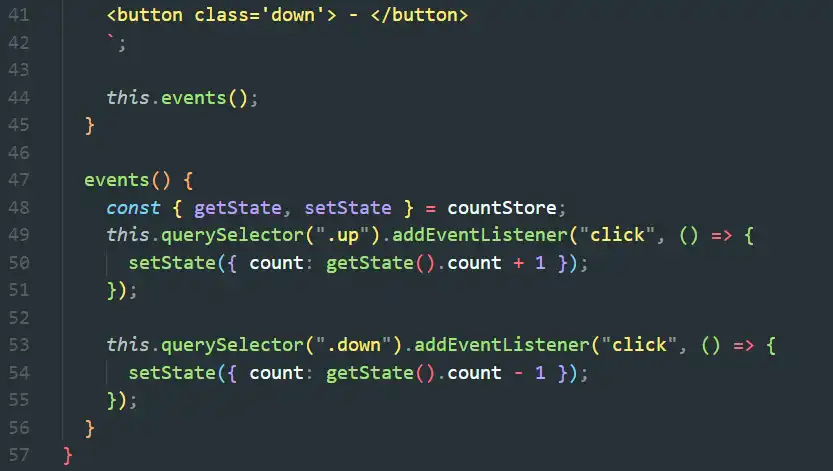 41 <button class='down'> - </button>
42 `;
43
44 this.events();
45 }
46
47 events() {
48 const { getState, setState } = countStore;
49 this.querySelector(".up").addEventListener("click", () => {
50 setState({ count: getState().count + 1 });
51 });
52
53 this.querySelector(".down").addEventListener("click", () => {
54 setState({ count: getState().count - 1 });
55 });
56 }
57 }